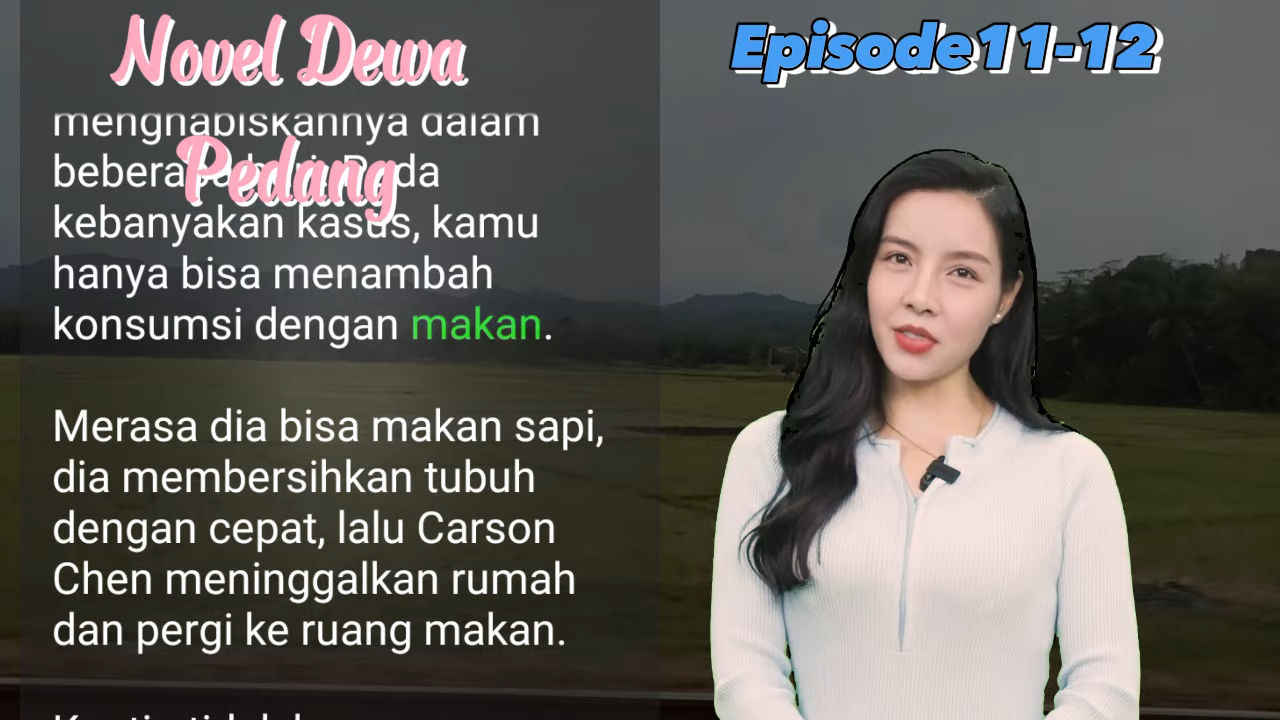 Novel Dewa
Pedang
Episode11-12
menghabiskannya dalam
kebanyakan kasus, kamu
hanya bisa menambah
konsumsi dengan makan.
Merasa dia bisa makan sapi,
dia membersihkan tubuh
dengan cepat, lalu Carson
Chen meninggalkan rumah
dan pergi ke ruang makan.